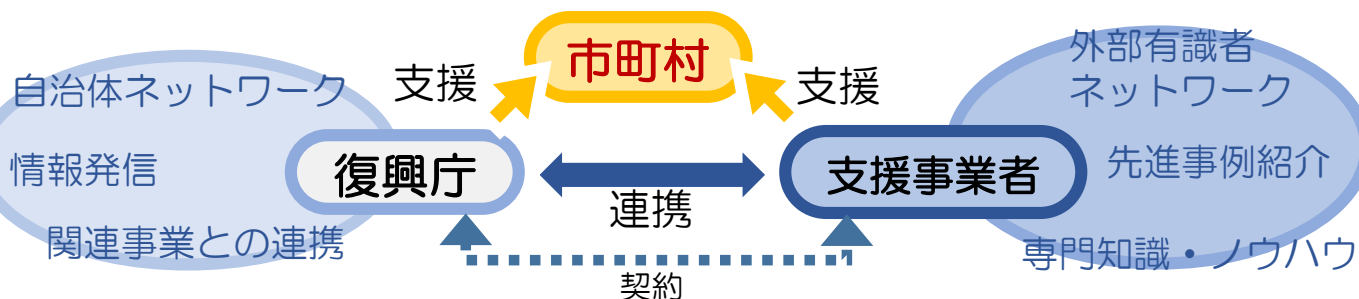 市町村
支援
支援
自治体ネットワーク
情報発信
関連事業との連携
復興庁
連携
契約
支援事業者
外部有識者
ネットワーク
先進事例紹介
専門知識・ノウハウ